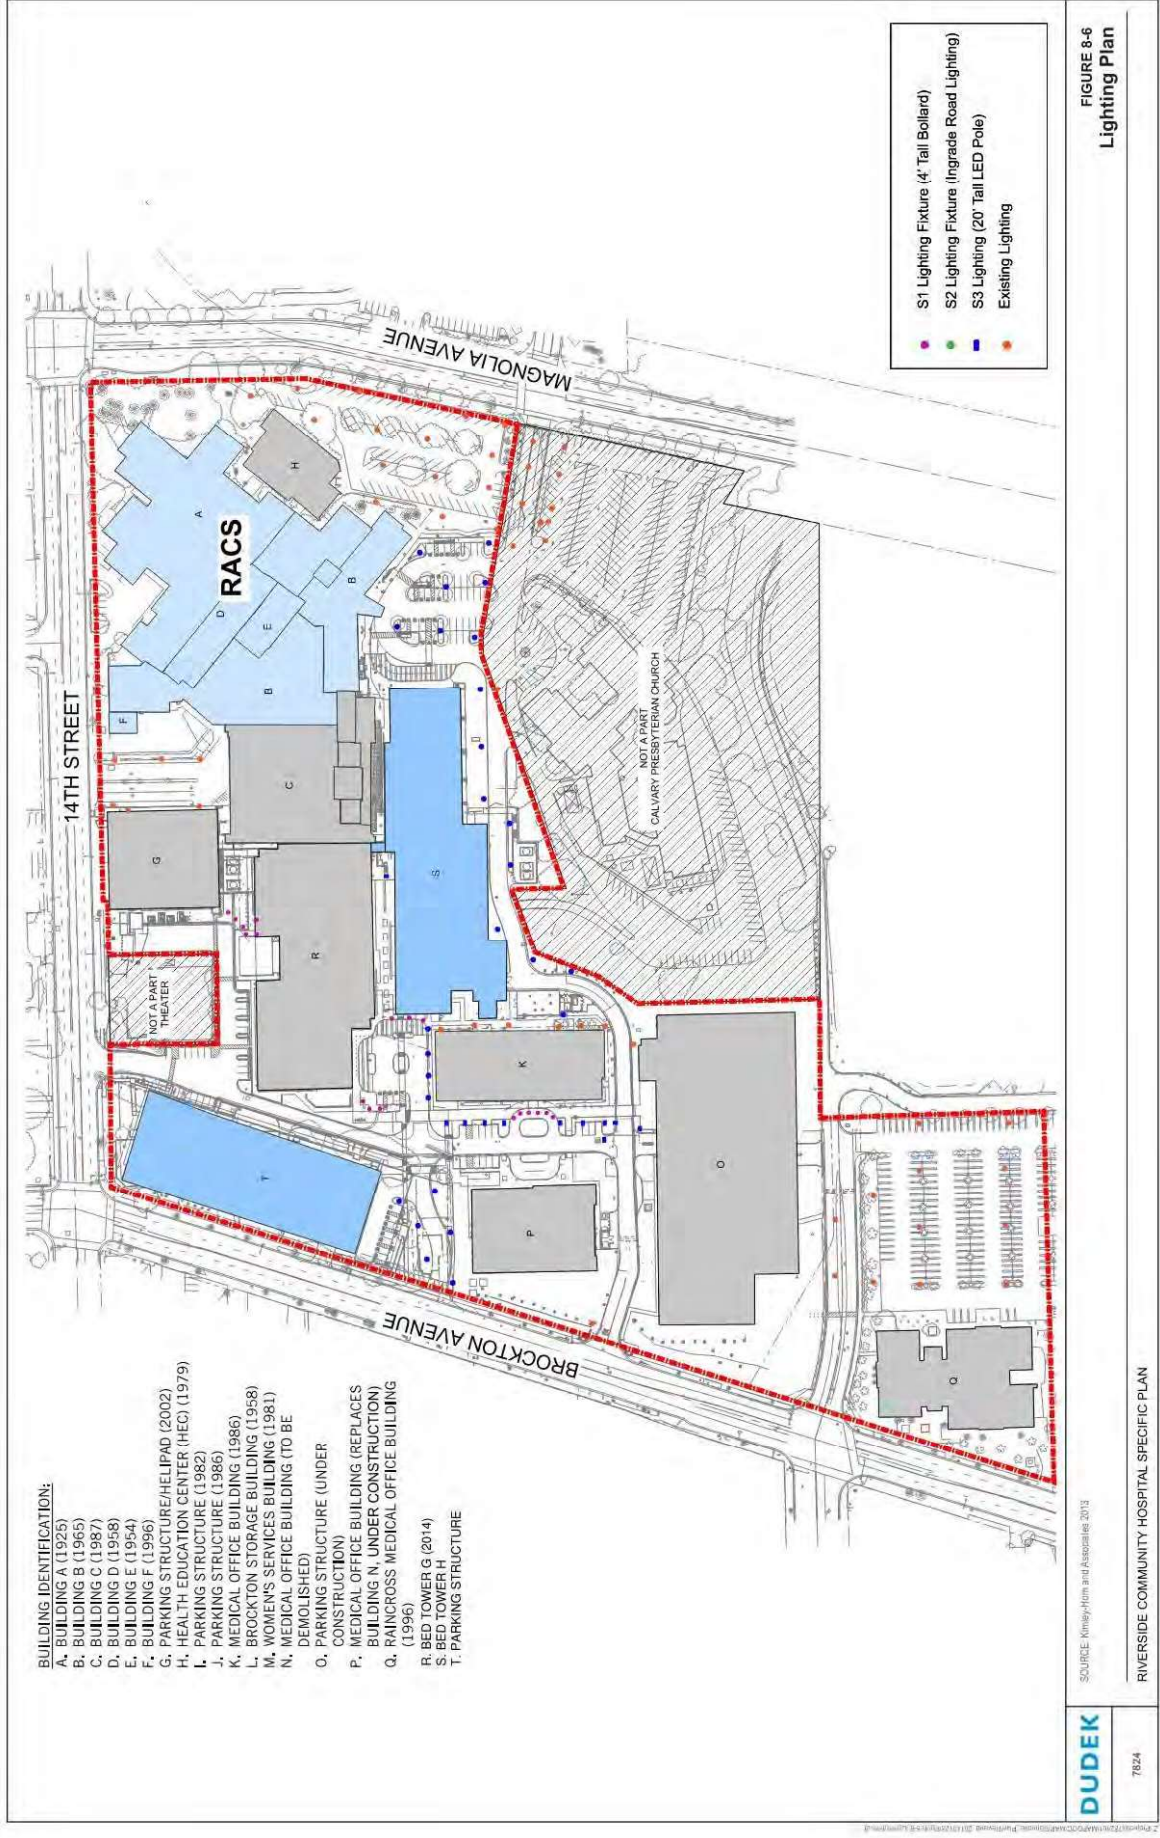 BUILDING IDENTIFICATION:
A. BUILDING A (1925)
B. BUILDING B (1965)
C. BUILDING C (1987)
D. BUILDING D (1958)
E. BUILDING E (1954)
F. BUILDING F (1996)
G. PARKING STRUCTURE/HELIPAD (2002)
H. HEALTH EDUCATION CENTER (HEC) (1979)
I. PARKING STRUCTURE (1982)
J. PARKING STRUCTURE (1986)
K. MEDICAL OFFICE BUILDING (1986)
L. BROCKTON STORAGE BUILDING (1958)
M. WOMEN'S SERVICES BUILDING (1981)
N. MEDICAL OFFICE BUILDING (TO BE
DEMOLISHED)
O. PARKING STRUCTURE (UNDER
CONSTRUCTION)
P. MEDICAL OFFICE BUILDING (REPLACES
BUILDING N, UNDER CONSTRUCTION)
Q. RAINCROSS MEDICAL OFFICE BUILDING
(1996)
R. BED TOWER G (2014)
S. BED TOWER H
T. PARKING STRUCTURE
14TH STREET
MAGNOLIA AVENUE
BROCKTON AVENUE
RACS
A
H
D
E
B
B
F
C
G
NOT A PART
THEATER
R
S
T
K
P
O
Q
NOT A PART
CALVARY PRESBYTERIAN CHURCH
S1 Lighting Fixture (4' Tall Bollard)
S2 Lighting Fixture (Ingrade Road Lighting)
S3 Lighting (20' Tall LED Pole)
Existing Lighting
DUDEK
SOURCE: Kimley-Horn and Associates 2013
7824
RIVERSIDE COMMUNITY HOSPITAL SPECIFIC PLAN
FIGURE 8-6
Lighting Plan